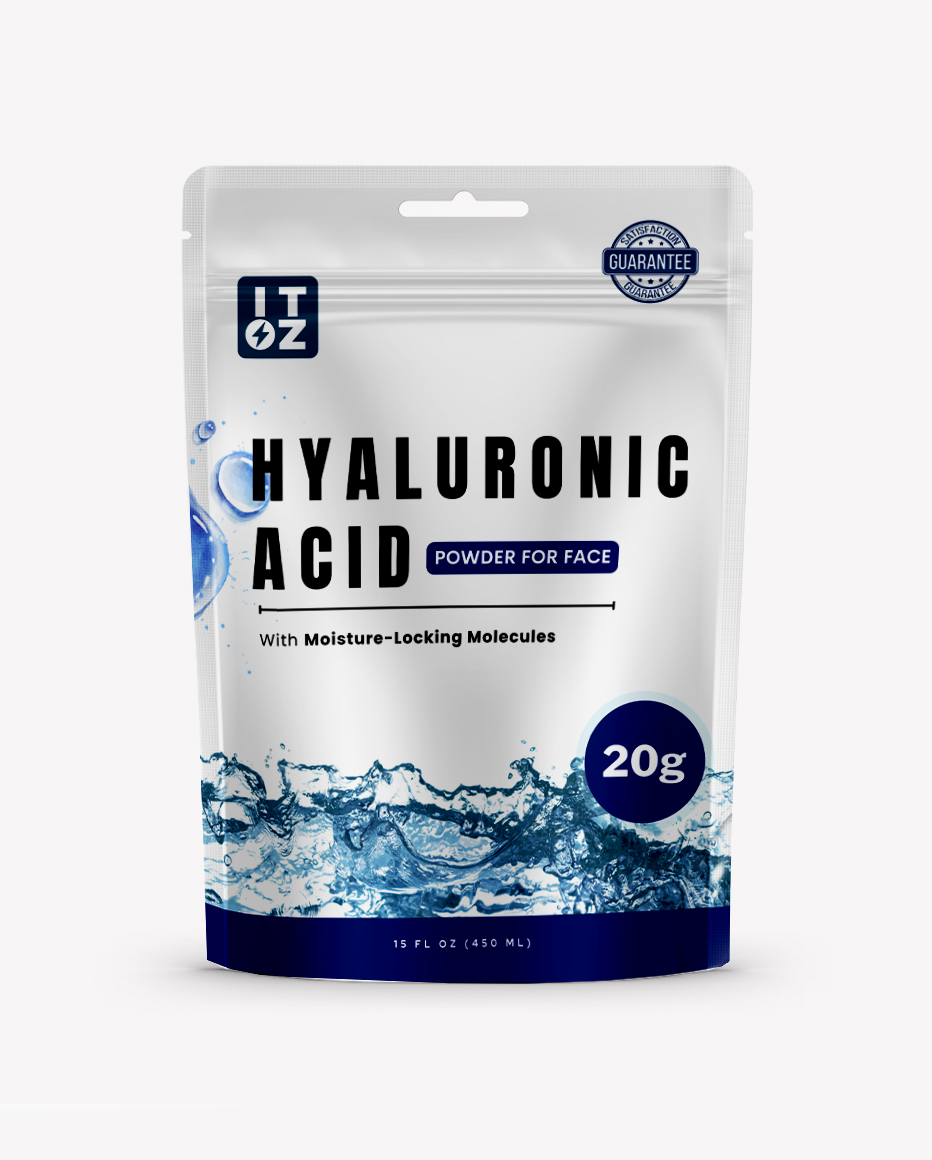 SATISFACTION
GUARANTEE
GUARANTEE
IT
OZ
HYALURONIC
ACID
POWDER FOR FACE
With Moisture-Locking Molecules
20g
15 FL OZ (450 ML)